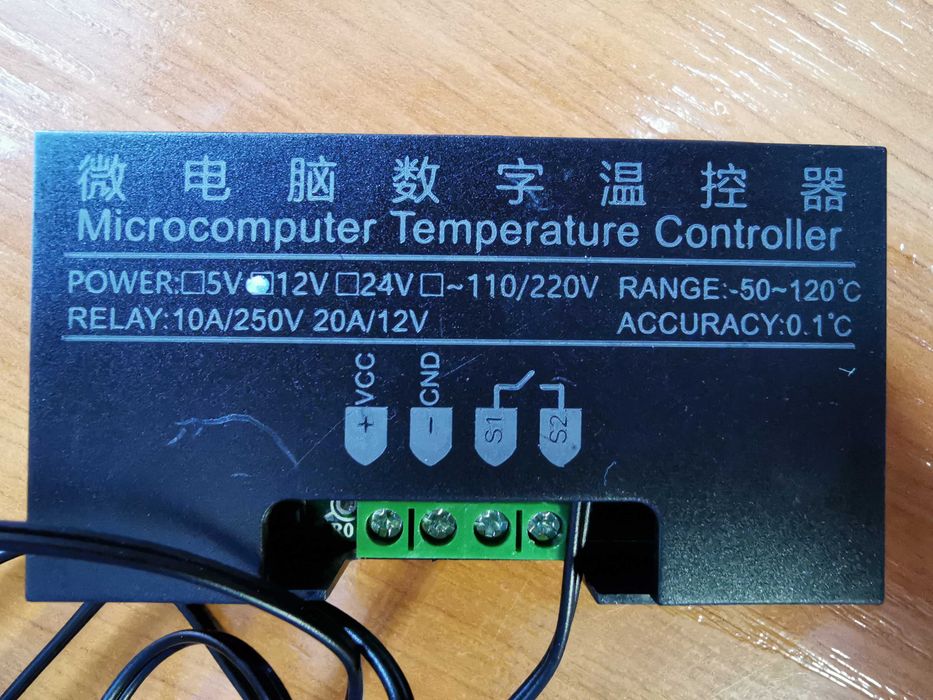 微电脑数字温控器
Microcomputer Temperature Controller
POWER:□5V □12V □24V □~110/220V RANGE:-50~120℃
RELAY:10A/250V 20A/12V ACCURACY:0.1℃
VCC GND
+ - S1 S2